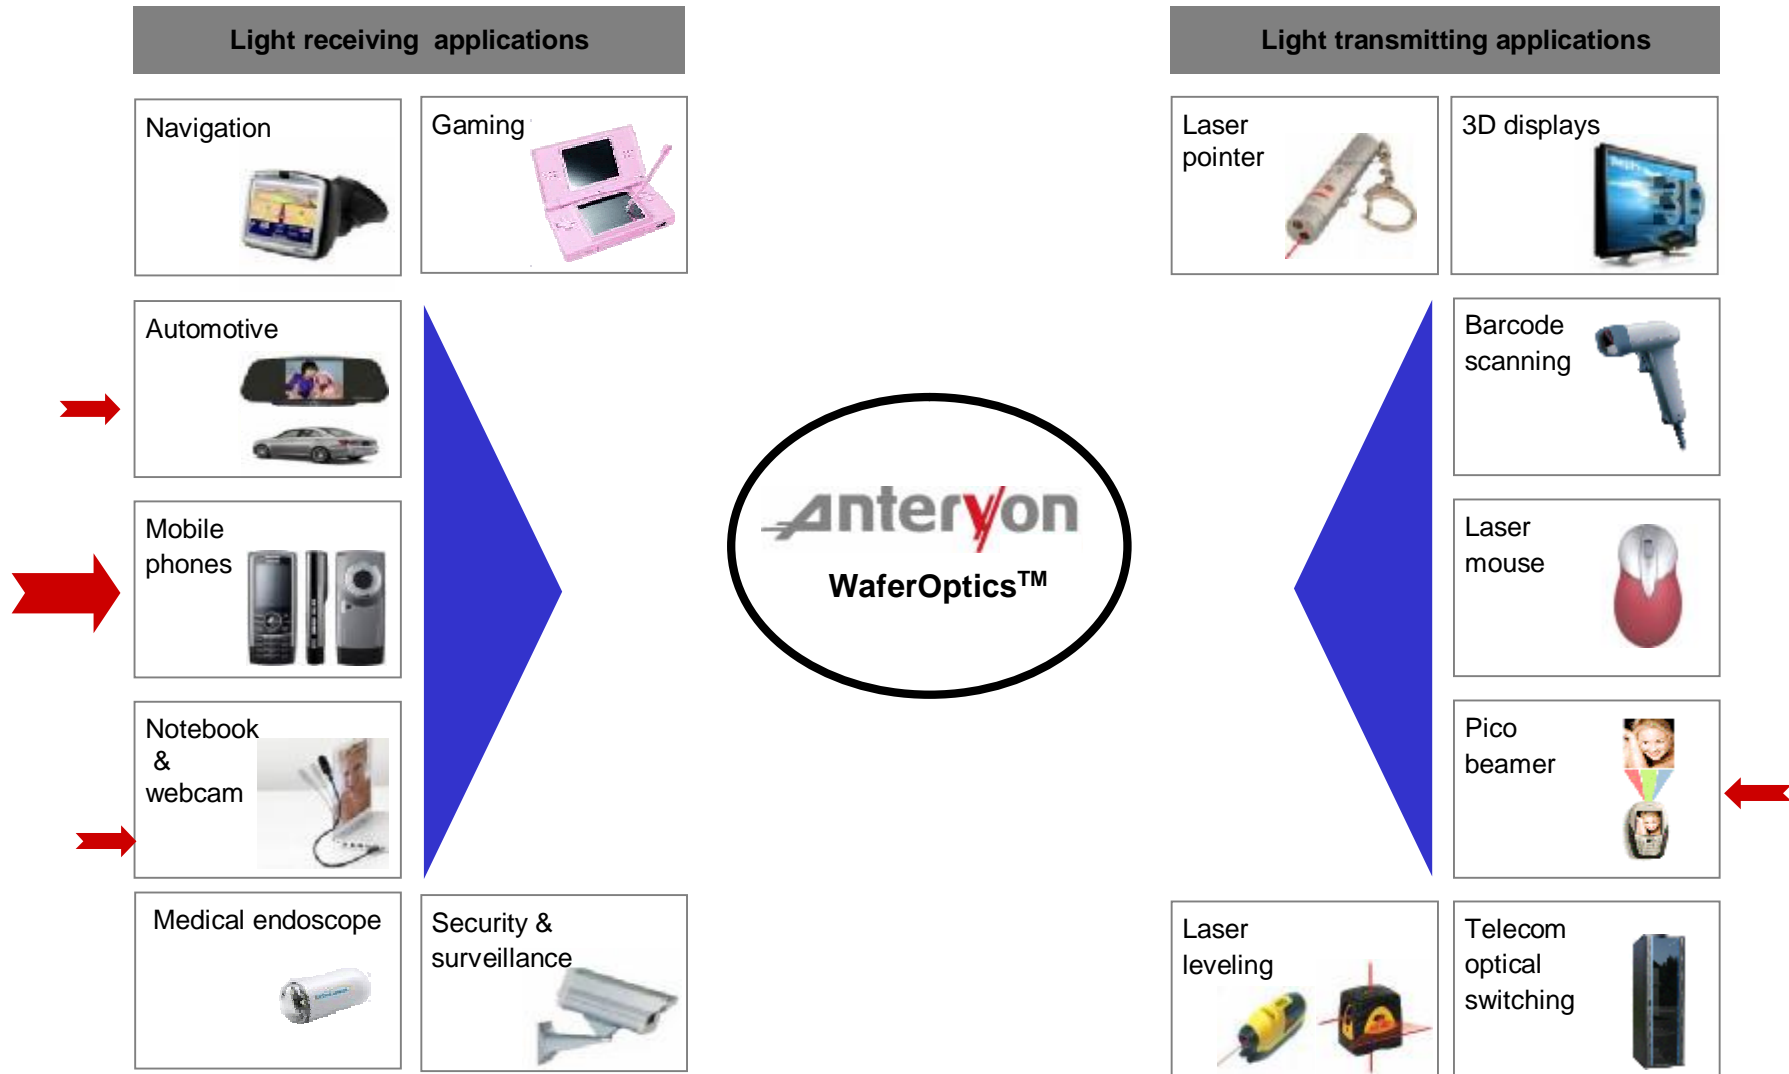 Light receiving  applications
Light transmitting applications
Navigation
Gaming
Automotive
Mobile
phones
Notebook
&
webcam
Medical endoscope
Security &
surveillance
Anteryon
WaferOptics™
Laser
pointer
3D displays
3D
Barcode
scanning
Laser
mouse
Pico
beamer
Laser
leveling
Telecom
optical
switching